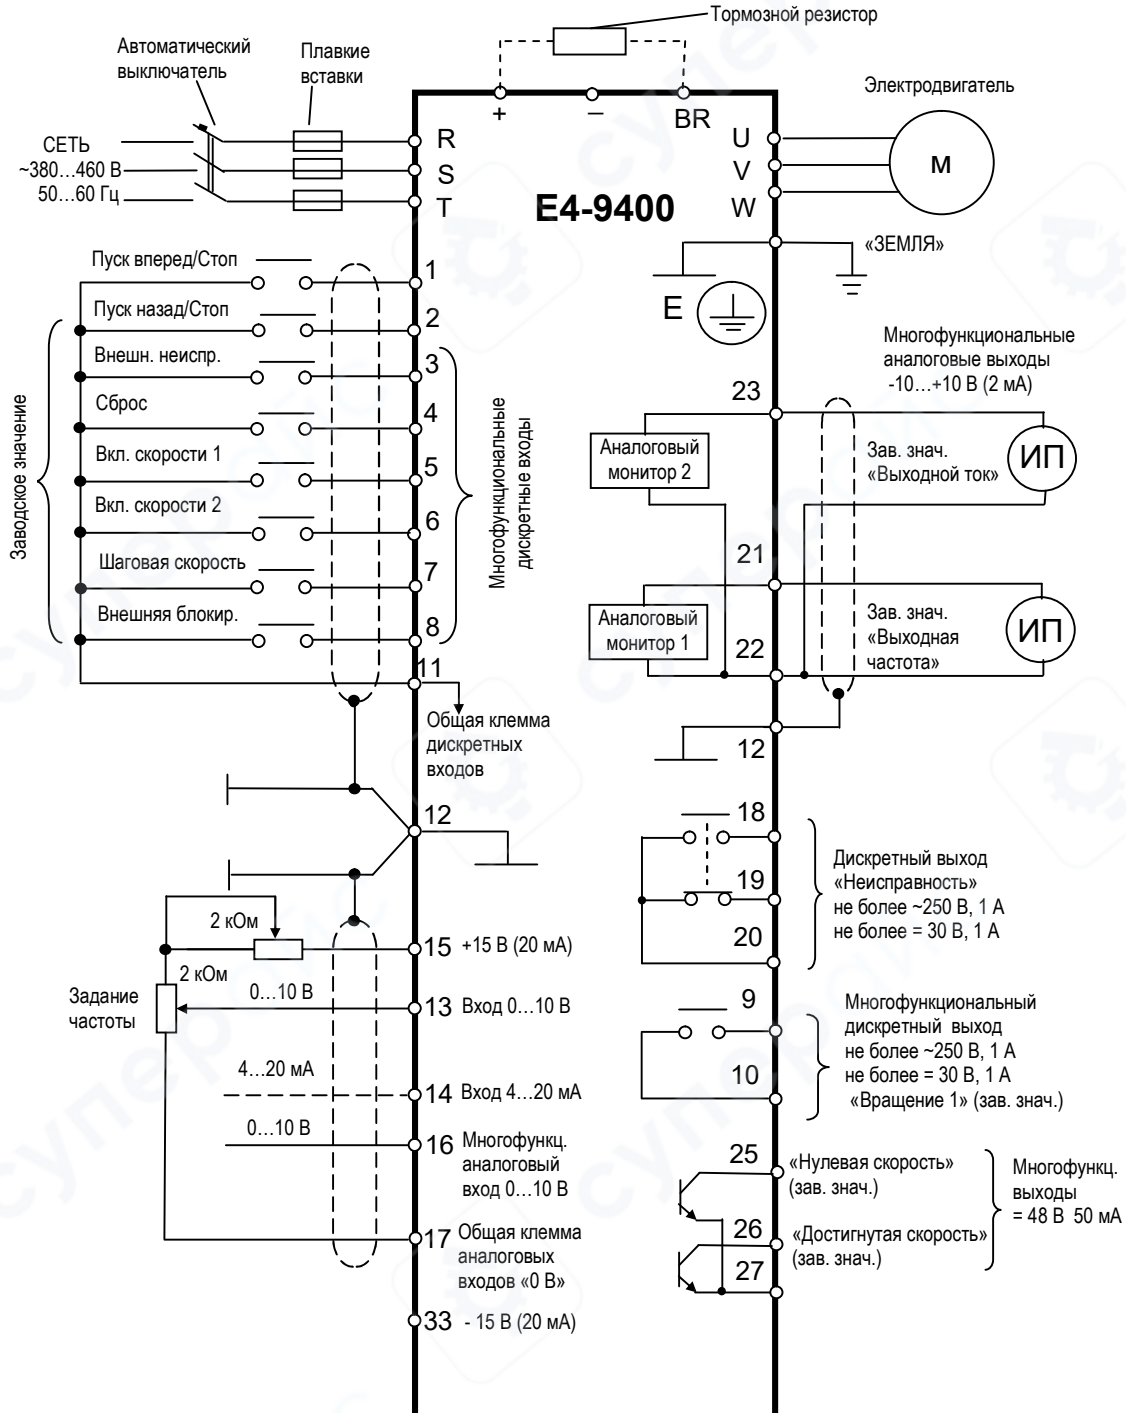 Тормозной резистор
Автоматический
выключатель
Плавкие
вставки
Электродвигатель
+
–
BR
СЕТЬ
~380…460 В
50…60 Гц
R
S
T
U
V
W
М
E4-9400
«ЗЕМЛЯ»
E
Пуск вперед/Стоп
1
Пуск назад/Стоп
2
Внешн. неиспр.
3
Сброс
4
Вкл. скорости 1
5
Вкл. скорости 2
6
Шаговая скорость
7
Внешняя блокир.
8
11
Заводское значение
Многофункциональные
дискретные входы
Общая клемма
дискретных
входов
12
2 кОм
15 +15 В (20 мА)
2 кОм
Задание
частоты
0…10 В
13 Вход 0…10 В
4…20 мА
14 Вход 4…20 мА
0…10 В
16 Многофункц.
аналоговый
вход 0…10 В
17 Общая клемма
аналоговых
входов «0 В»
33 - 15 В (20 мА)
Многофункциональные
аналоговые выходы
-10…+10 В (2 мА)
23
Аналоговый
монитор 2
Зав. знач.
«Выходной ток»
ИП
21
Аналоговый
монитор 1
22
Зав. знач.
«Выходная
частота»
ИП
12
18
19
20
Дискретный выход
«Неисправность»
не более ~250 В, 1 А
не более = 30 В, 1 А
9
10
Многофункциональный
дискретный выход
не более ~250 В, 1 А
не более = 30 В, 1 А
«Вращение 1» (зав. знач.)
25
«Нулевая скорость»
(зав. знач.)
26
«Достигнутая скорость»
(зав. знач.)
27
Многофункц.
выходы
= 48 В 50 мА
суперайс
суперайс
суперайс
суперайс
суперайс